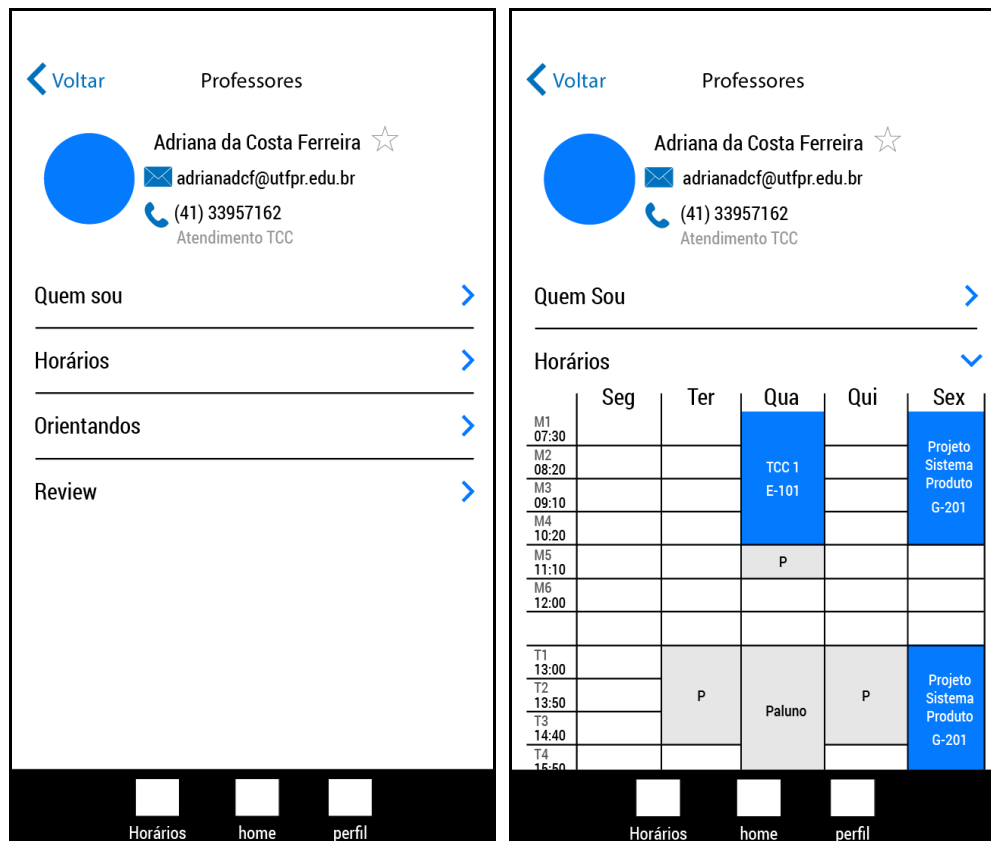 Voltar Professores
Adriana da Costa Ferreira
adrianadcf@utfpr.edu.br
(41) 33957162
Atendimento TCC
Quem sou
Horários
Orientandos
Review
Horários home perfil
Voltar Professores
Adriana da Costa Ferreira
adrianadcf@utfpr.edu.br
(41) 33957162
Atendimento TCC
Quem Sou
Horários
Seg Ter Qua Qui Sex
M1
07:30
M2
08:20
M3
09:10
M4
10:20
M5
11:10
M6
12:00
TCC 1
E-101
P
Projeto
Sistema
Produto
G-201
T1
13:00
T2
13:50
T3
14:40
T4
15:50
P
Paluno
P
Projeto
Sistema
Produto
G-201
Horários home perfil